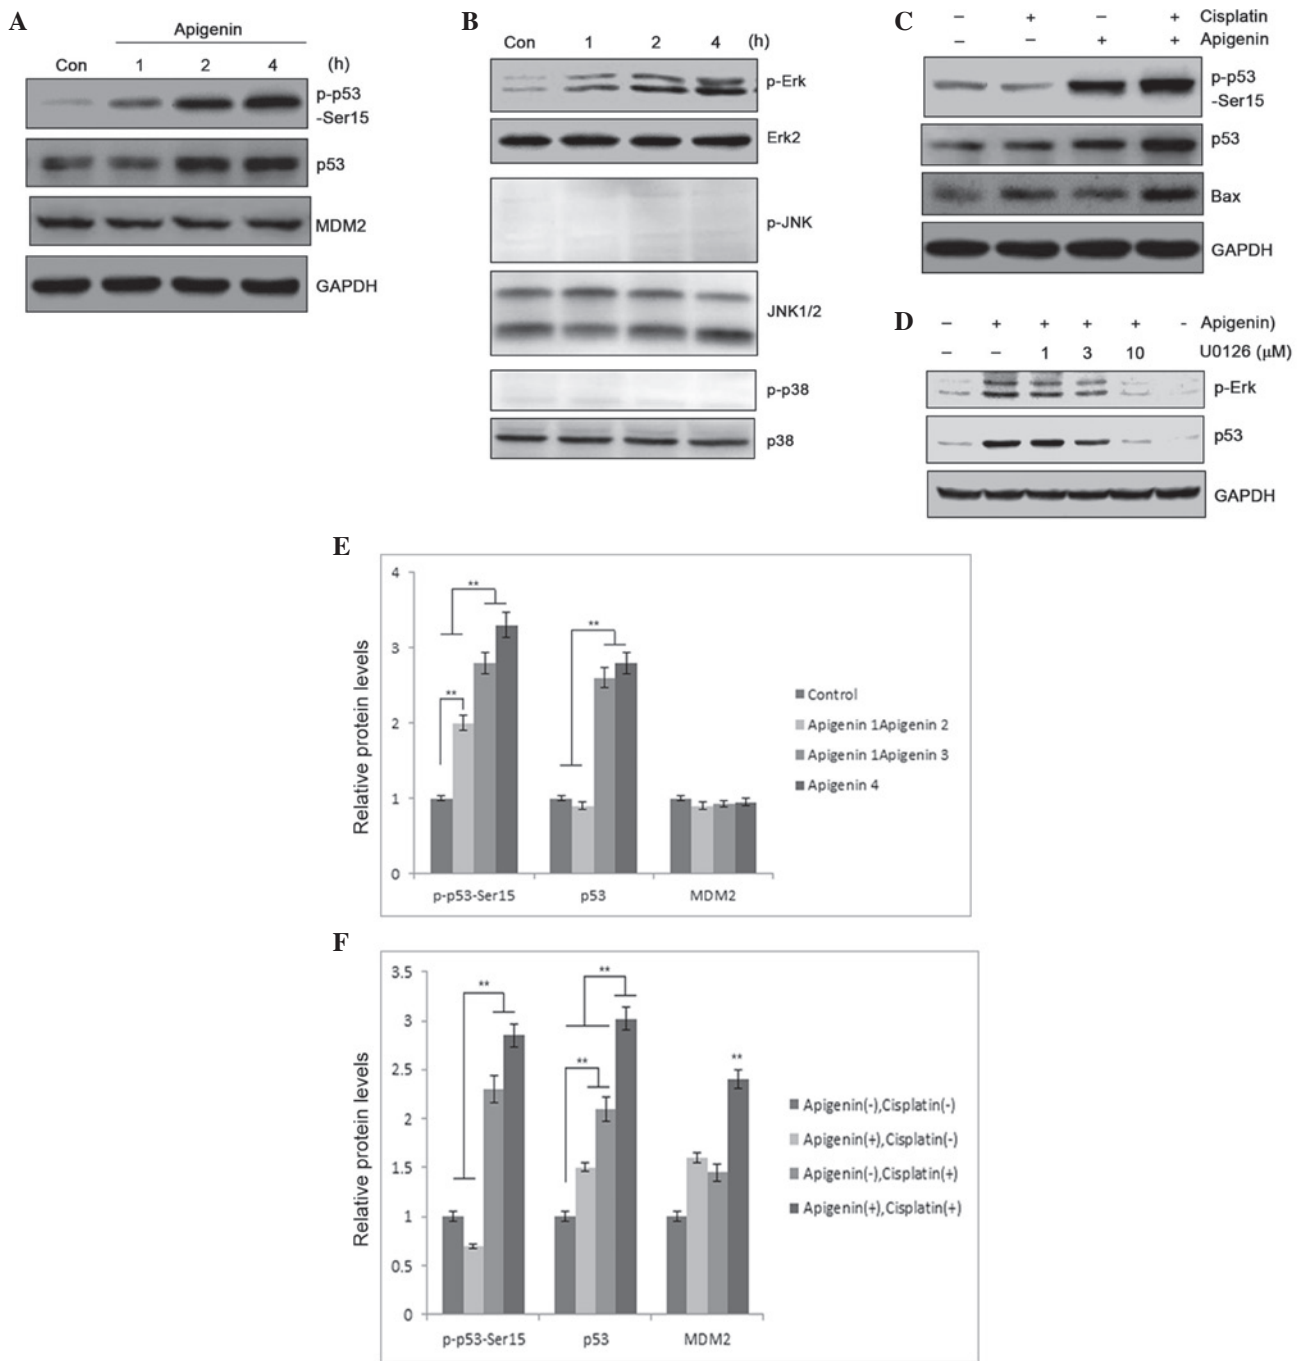 A
Apigenin
Con 1 2 4 (h)
p-p53
-Ser15
p53
MDM2
GAPDH
B
Con 1 2 4 (h)
p-Erk
Erk2
p-JNK
JNK1/2
p-p38
p38
C
– + – + Cisplatin
– – + + Apigenin
p-p53
-Ser15
p53
Bax
GAPDH
D
– + + + + - Apigenin)
– – 1 3 10 U0126 (μM)
p-Erk
p53
GAPDH
E
4
3
2
1
0
Relative protein levels
**
**
**
p-p53-Ser15 p53 MDM2
Control
Apigenin 1Apigenin 2
Apigenin 1Apigenin 3
Apigenin 4
F
3.5
3
2.5
2
1.5
1
0.5
0
Relative protein levels
**
**
**
**
p-p53-Ser15 p53 MDM2
Apigenin(-),Cisplatin(-)
Apigenin(+),Cisplatin(-)
Apigenin(-),Cisplatin(+)
Apigenin(+),Cisplatin(+)